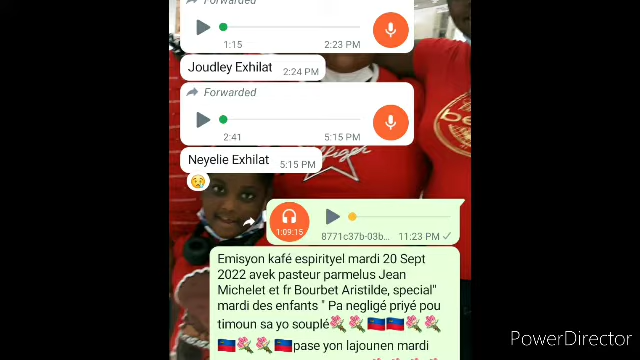 Forwarded
1:15 2:23 PM
Joudley Exhilat 2:24 PM
Forwarded
2:41 5:15 PM
Neyelie Exhilat 5:15 PM
1:09:15
8771c37b-03b... 11:23 PM
Emisyon kafé espirityel mardi 20 Sept
2022 avek pasteur parmelus Jean
Michelet et fr Bourbet Aristilde, special"
mardi des enfants " Pa negligé priyé pou
timoun sa yo souplé💐💐🇭🇹🇭🇹💐💐
🇭🇹💐💐🇭🇹pase yon lajounen mardi
PowerDirector